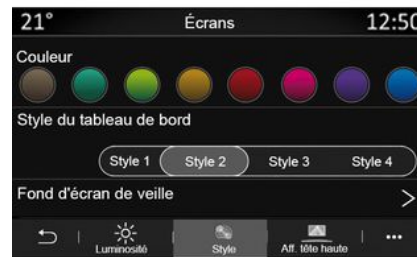 21° Écrans 12:50
Couleur
Style du tableau de bord
Style 1 Style 2 Style 3 Style 4
Fond d'écran de veille >
Luminosité Style Aff. tête haute ...